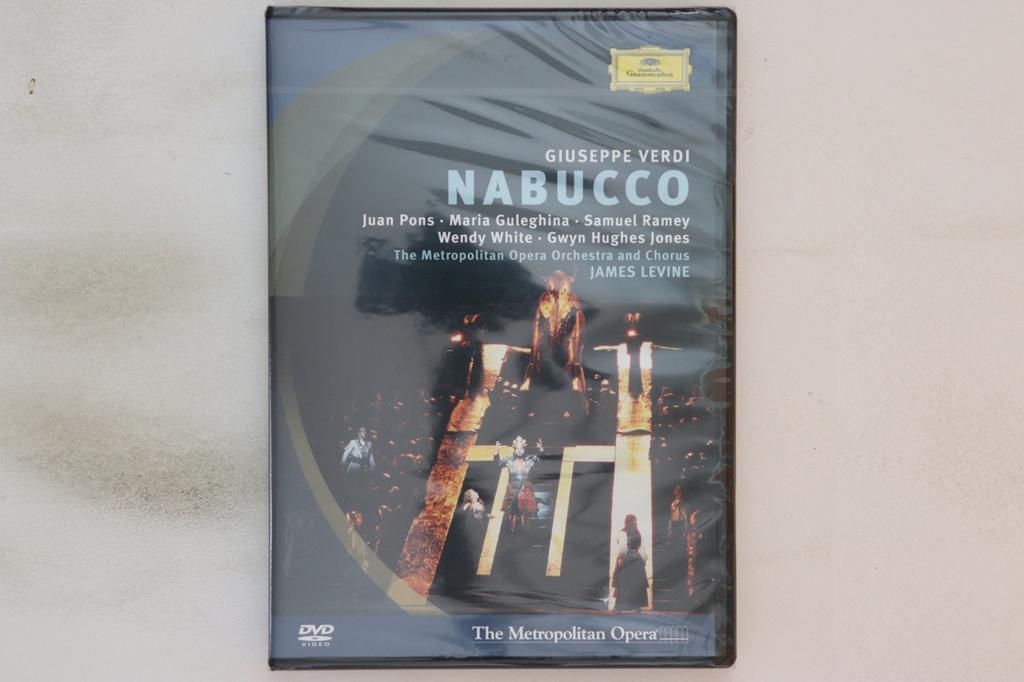 Deutsche
Grammophon
GIUSEPPE VERDI
NABUCCO
Juan Pons · Maria Guleghina · Samuel Ramey
Wendy White · Gwyn Hughes Jones
The Metropolitan Opera Orchestra and Chorus
JAMES LEVINE
DVD
VIDEO
The Metropolitan Opera